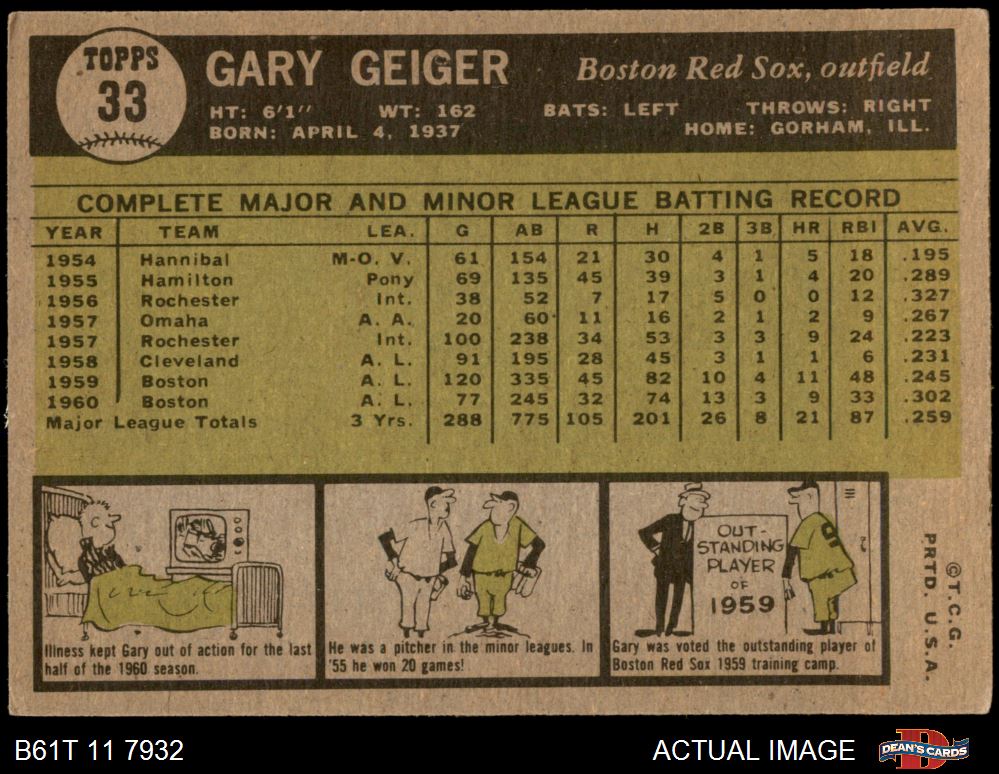 TOPPS
33
GARY GEIGER Boston Red Sox, outfield
HT: 6'1" WT: 162 BATS: LEFT THROWS: RIGHT
BORN: APRIL 4, 1937 HOME: GORHAM, ILL.
COMPLETE MAJOR AND MINOR LEAGUE BATTING RECORD
YEAR TEAM LEA. G AB R H 2B 3B HR RBI AVG.
1954 Hannibal M-O. V. 61 154 21 30 4 1 5 18 .195
1955 Hamilton Pony 69 135 45 39 3 1 4 20 .289
1956 Rochester Int. 38 52 7 17 5 0 0 12 .327
1957 Omaha A. A. 20 60 11 16 2 1 2 9 .267
1957 Rochester Int. 100 238 34 53 3 3 9 24 .223
1958 Cleveland A. L. 91 195 28 45 3 1 1 6 .231
1959 Boston A. L. 120 335 45 82 10 4 11 48 .245
1960 Boston A. L. 77 245 32 74 13 3 9 33 .302
Major League Totals 3 Yrs. 288 775 105 201 26 8 21 87 .259
Illness kept Gary out of action for the last
half of the 1960 season.
He was a pitcher in the minor leagues. In
'55 he won 20 games!
OUT-
STANDING
PLAYER
OF
1959
Gary was voted the outstanding player of
Boston Red Sox 1959 training camp.
©T.C.G.
PRTD. U.S.A.
B61T 11 7932 ACTUAL IMAGE
DEAN'S CARDS